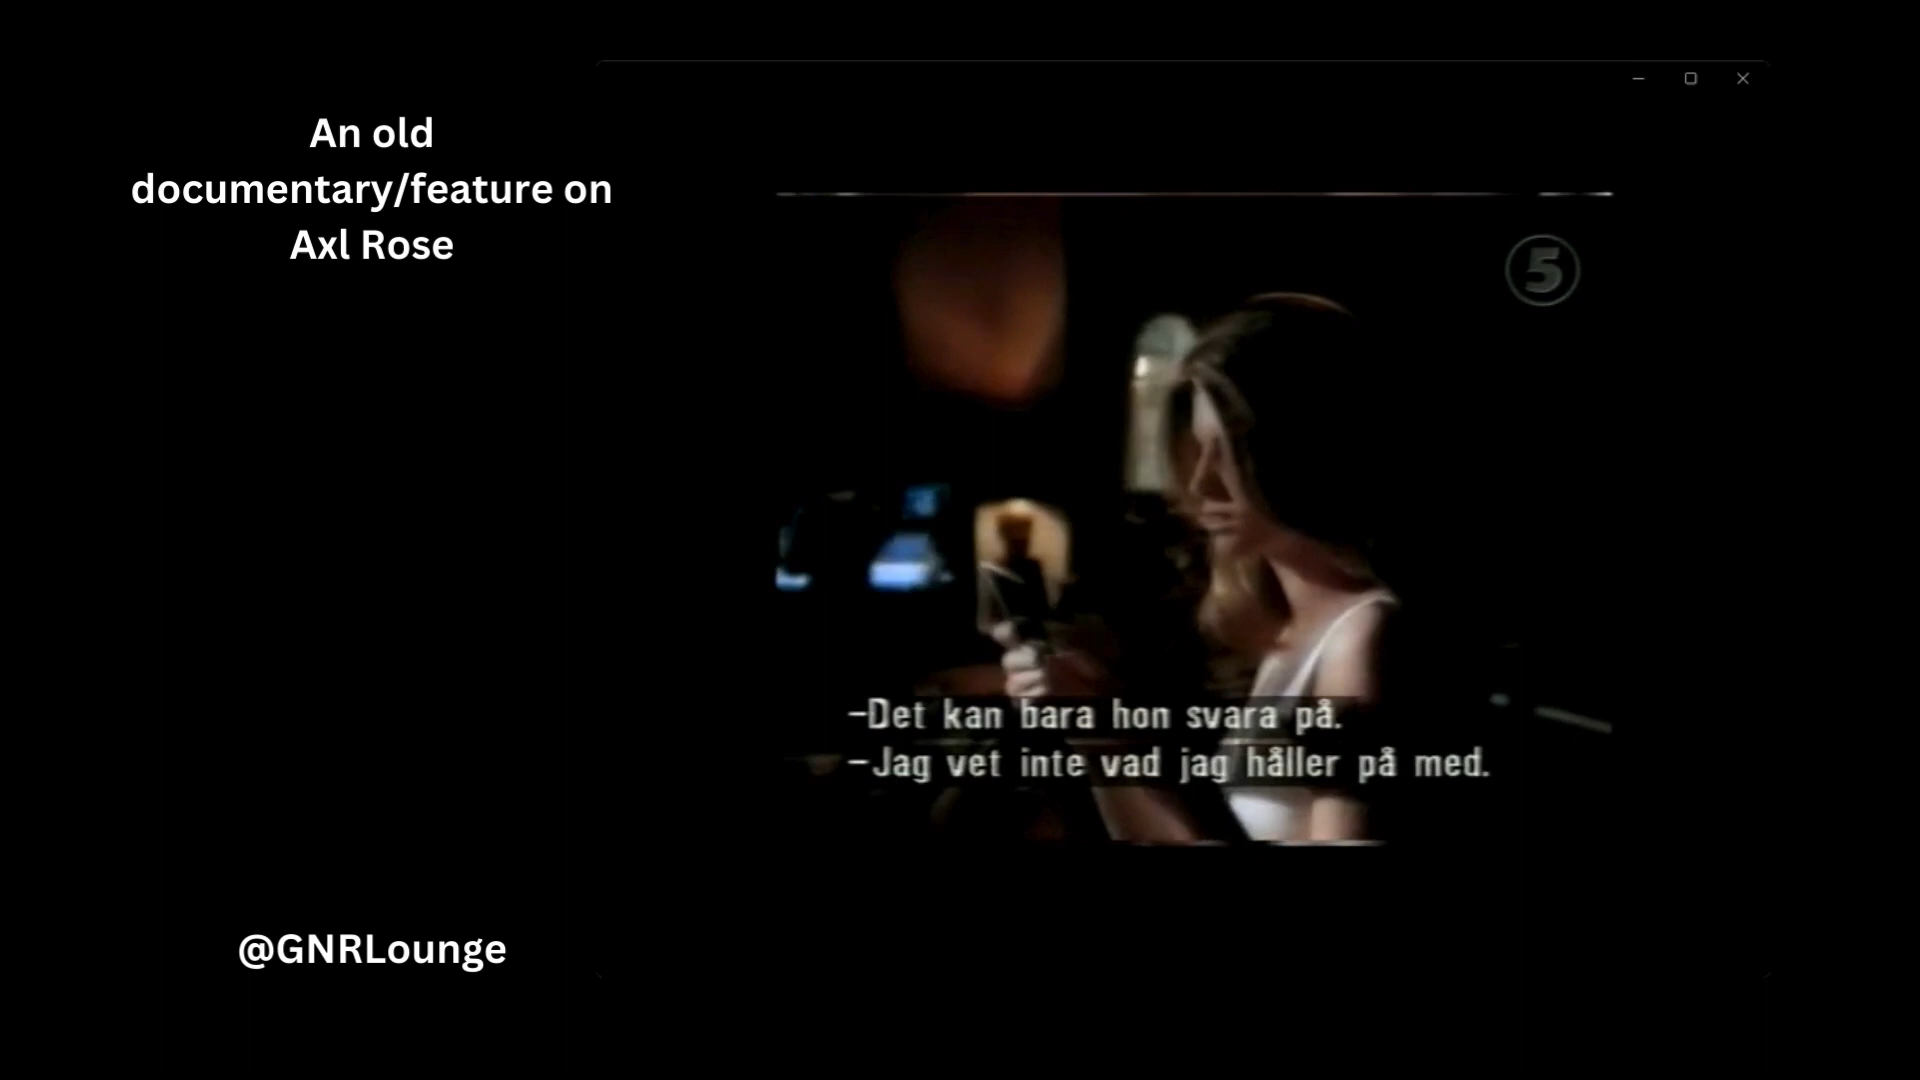 An old
documentary/feature on
Axl Rose
5
-Det kan bara hon svara på.
-Jag vet inte vad jag håller på med.
@GNRLounge